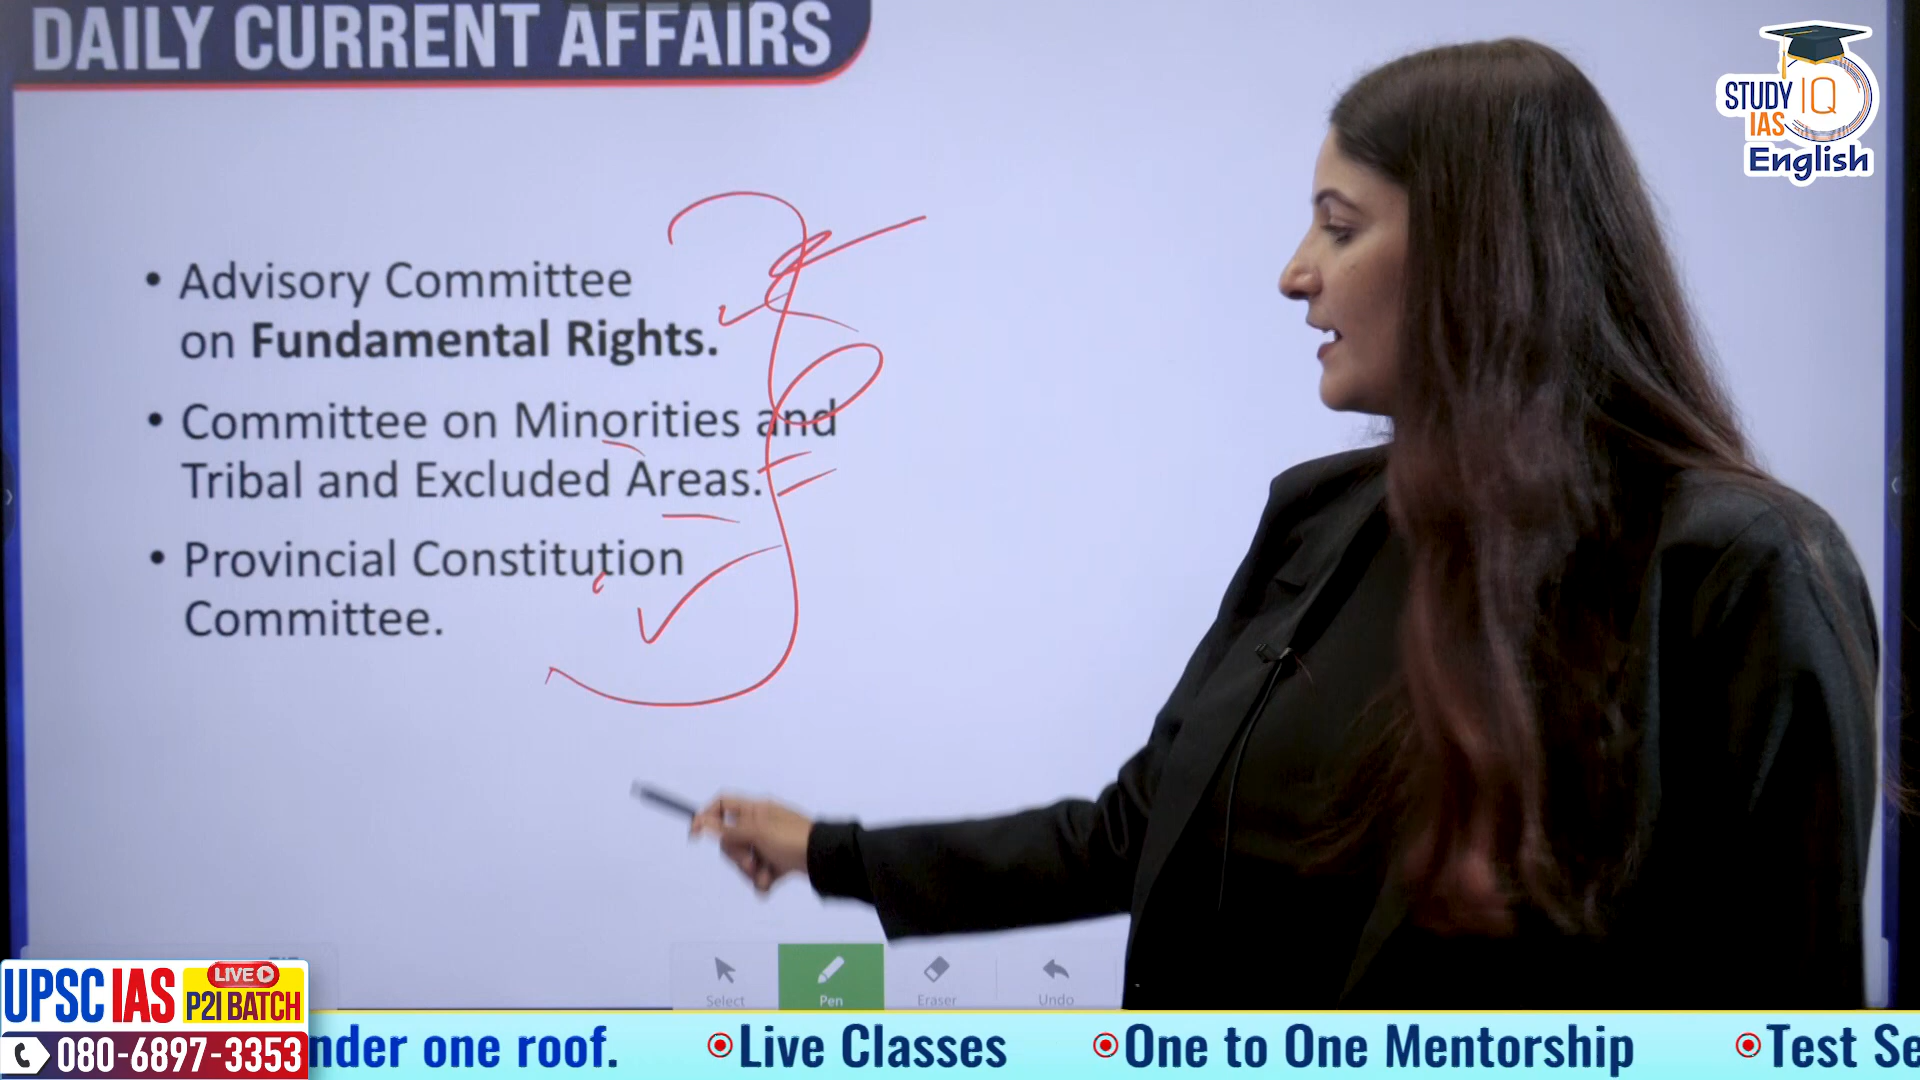 DAILY CURRENT AFFAIRS
STUDY IQ
IAS
English
• Advisory Committee
on Fundamental Rights.
• Committee on Minorities and
Tribal and Excluded Areas.
• Provincial Constitution
Committee.
Select
Pen
Eraser
Undo
UPSC IAS
LIVE
P2I BATCH
080-6897-3353
nder one roof.
Live Classes
One to One Mentorship
Test Se